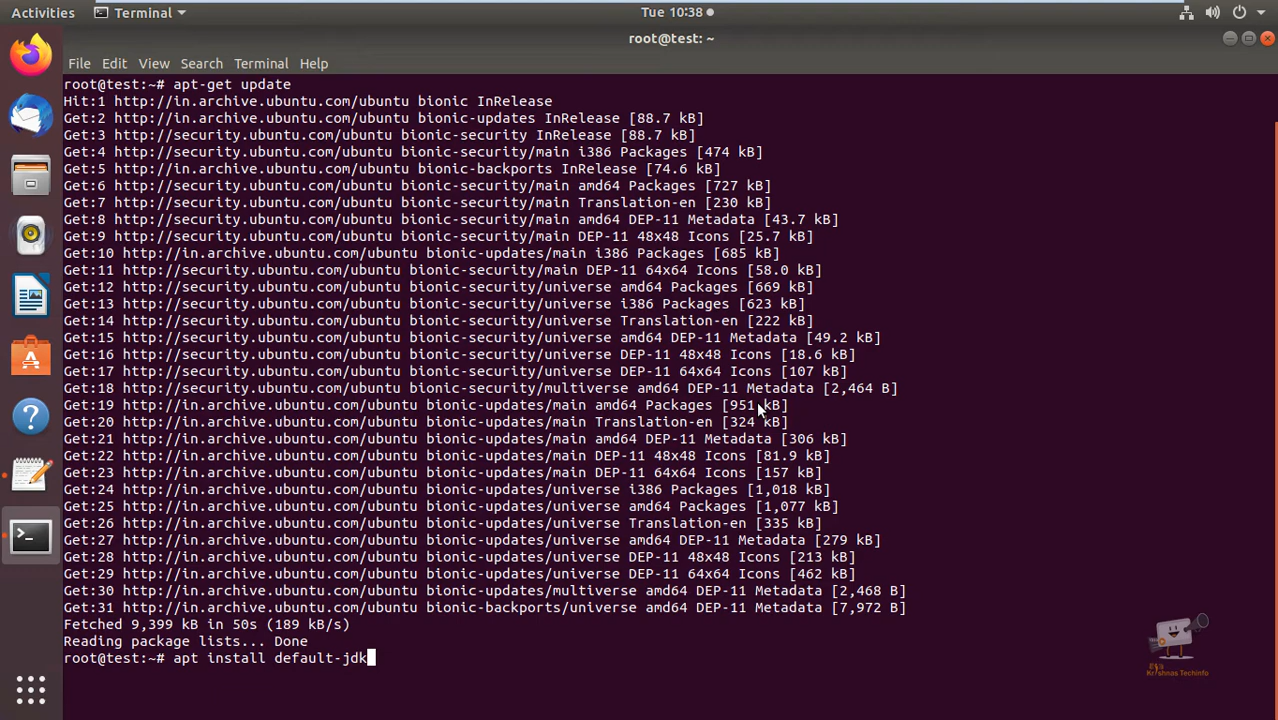 Activities Terminal Tue 10:38
root@test: ~
File Edit View Search Terminal Help
root@test:~# apt-get update
Hit:1 http://in.archive.ubuntu.com/ubuntu bionic InRelease
Get:2 http://in.archive.ubuntu.com/ubuntu bionic-updates InRelease [88.7 kB]
Get:3 http://security.ubuntu.com/ubuntu bionic-security InRelease [88.7 kB]
Get:4 http://security.ubuntu.com/ubuntu bionic-security/main i386 Packages [474 kB]
Get:5 http://in.archive.ubuntu.com/ubuntu bionic-backports InRelease [74.6 kB]
Get:6 http://security.ubuntu.com/ubuntu bionic-security/main amd64 Packages [727 kB]
Get:7 http://security.ubuntu.com/ubuntu bionic-security/main Translation-en [230 kB]
Get:8 http://security.ubuntu.com/ubuntu bionic-security/main amd64 DEP-11 Metadata [43.7 kB]
Get:9 http://security.ubuntu.com/ubuntu bionic-security/main DEP-11 48x48 Icons [25.7 kB]
Get:10 http://in.archive.ubuntu.com/ubuntu bionic-updates/main i386 Packages [685 kB]
Get:11 http://security.ubuntu.com/ubuntu bionic-security/main DEP-11 64x64 Icons [58.0 kB]
Get:12 http://security.ubuntu.com/ubuntu bionic-security/universe amd64 Packages [669 kB]
Get:13 http://security.ubuntu.com/ubuntu bionic-security/universe i386 Packages [623 kB]
Get:14 http://security.ubuntu.com/ubuntu bionic-security/universe Translation-en [222 kB]
Get:15 http://security.ubuntu.com/ubuntu bionic-security/universe amd64 DEP-11 Metadata [49.2 kB]
Get:16 http://security.ubuntu.com/ubuntu bionic-security/universe DEP-11 48x48 Icons [18.6 kB]
Get:17 http://security.ubuntu.com/ubuntu bionic-security/universe DEP-11 64x64 Icons [107 kB]
Get:18 http://security.ubuntu.com/ubuntu bionic-security/multiverse amd64 DEP-11 Metadata [2,464 B]
Get:19 http://in.archive.ubuntu.com/ubuntu bionic-updates/main amd64 Packages [951 kB]
Get:20 http://in.archive.ubuntu.com/ubuntu bionic-updates/main Translation-en [324 kB]
Get:21 http://in.archive.ubuntu.com/ubuntu bionic-updates/main amd64 DEP-11 Metadata [306 kB]
Get:22 http://in.archive.ubuntu.com/ubuntu bionic-updates/main DEP-11 48x48 Icons [81.9 kB]
Get:23 http://in.archive.ubuntu.com/ubuntu bionic-updates/main DEP-11 64x64 Icons [157 kB]
Get:24 http://in.archive.ubuntu.com/ubuntu bionic-updates/universe i386 Packages [1,018 kB]
Get:25 http://in.archive.ubuntu.com/ubuntu bionic-updates/universe amd64 Packages [1,077 kB]
Get:26 http://in.archive.ubuntu.com/ubuntu bionic-updates/universe Translation-en [335 kB]
Get:27 http://in.archive.ubuntu.com/ubuntu bionic-updates/universe amd64 DEP-11 Metadata [279 kB]
Get:28 http://in.archive.ubuntu.com/ubuntu bionic-updates/universe DEP-11 48x48 Icons [213 kB]
Get:29 http://in.archive.ubuntu.com/ubuntu bionic-updates/universe DEP-11 64x64 Icons [462 kB]
Get:30 http://in.archive.ubuntu.com/ubuntu bionic-updates/multiverse amd64 DEP-11 Metadata [2,468 B]
Get:31 http://in.archive.ubuntu.com/ubuntu bionic-backports/universe amd64 DEP-11 Metadata [7,972 B]
Fetched 9,399 kB in 50s (189 kB/s)
Reading package lists... Done
root@test:~# apt install default-jdk
Krishnas Techinfo